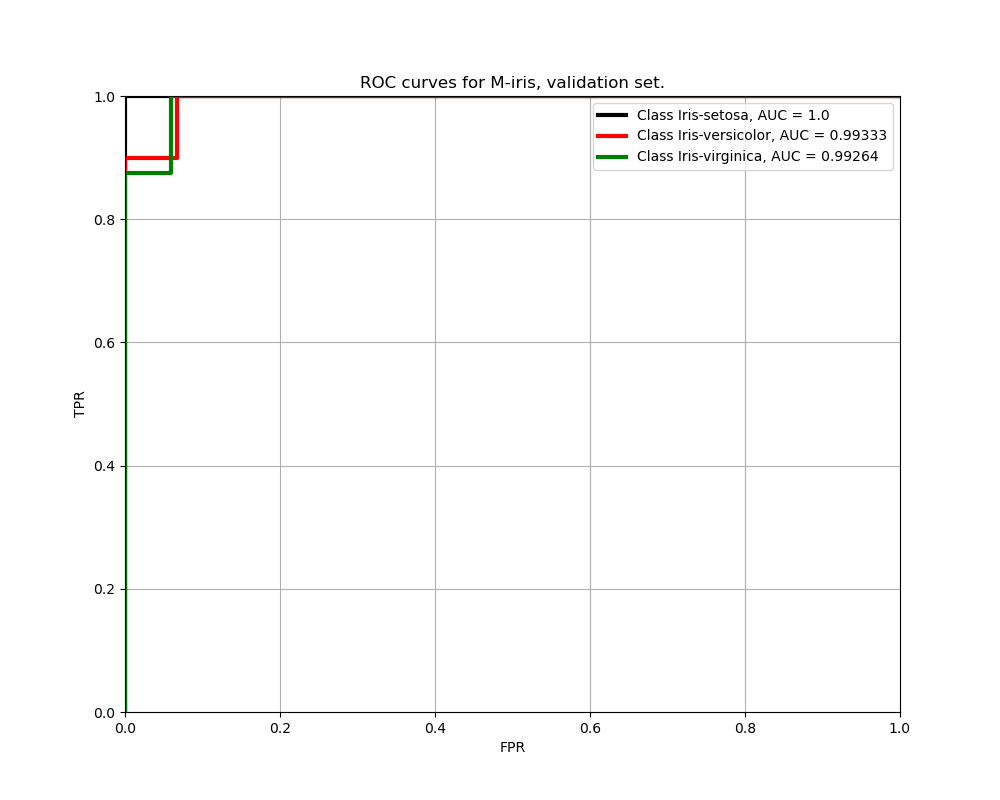 ROC curves for M-iris, validation set.
Class Iris-setosa, AUC = 1.0
Class Iris-versicolor, AUC = 0.99333
Class Iris-virginica, AUC = 0.99264
1.0
0.8
0.6
0.4
0.2
0.0
TPR
0.0 0.2 0.4 0.6 0.8 1.0
FPR